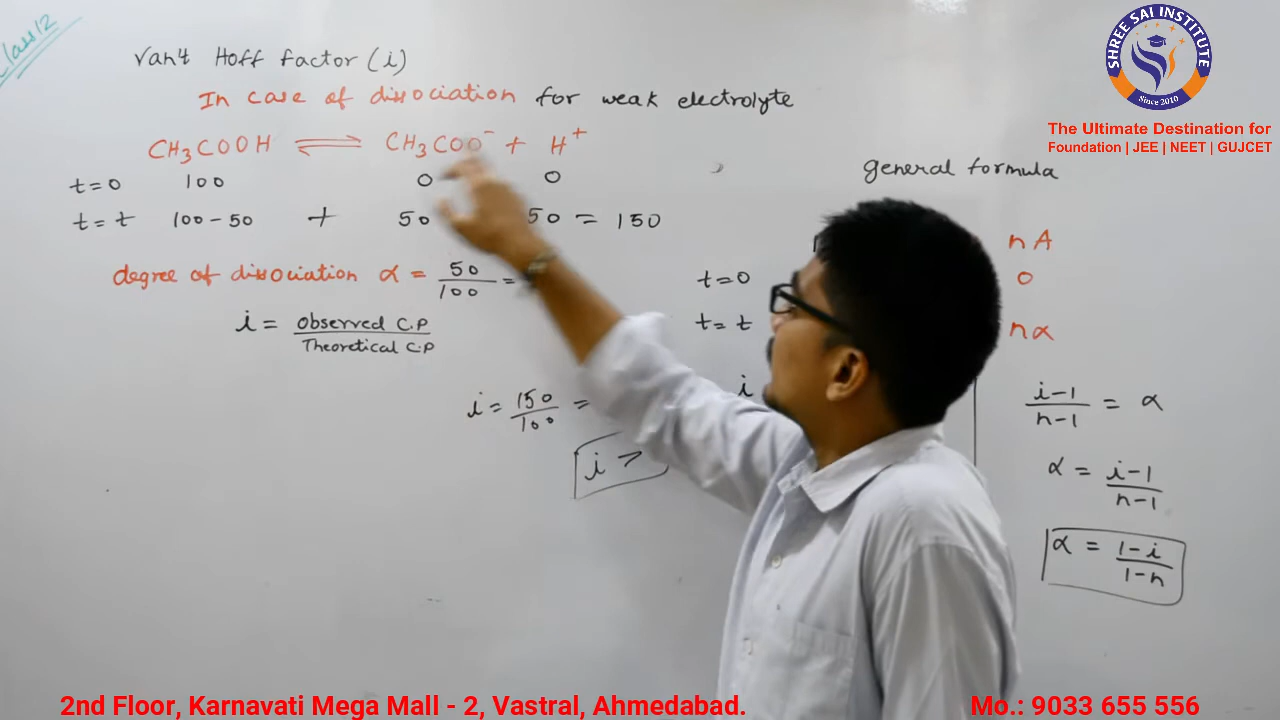 Class 12
Van't Hoff factor (i)
In case of dissociation for weak electrolyte
CH₃COOH ⇌ CH₃COO⁻ + H⁺
t=0 100 0 0
t=t 100-50 + 50 50 = 150
degree of dissociation α = 50/100 =
i = Observed C.P / Theoretical C.P
i = 150/100 =
i >
general formula
nA
t=0 0
t=t nα
i
i-1/n-1 = α
α = i-1/n-1
α = 1-i/1-n
SHREE SAI INSTITUTE
Since 2010
The Ultimate Destination for
Foundation | JEE | NEET | GUJCET
2nd Floor, Karnavati Mega Mall - 2, Vastral, Ahmedabad. Mo.: 9033 655 556